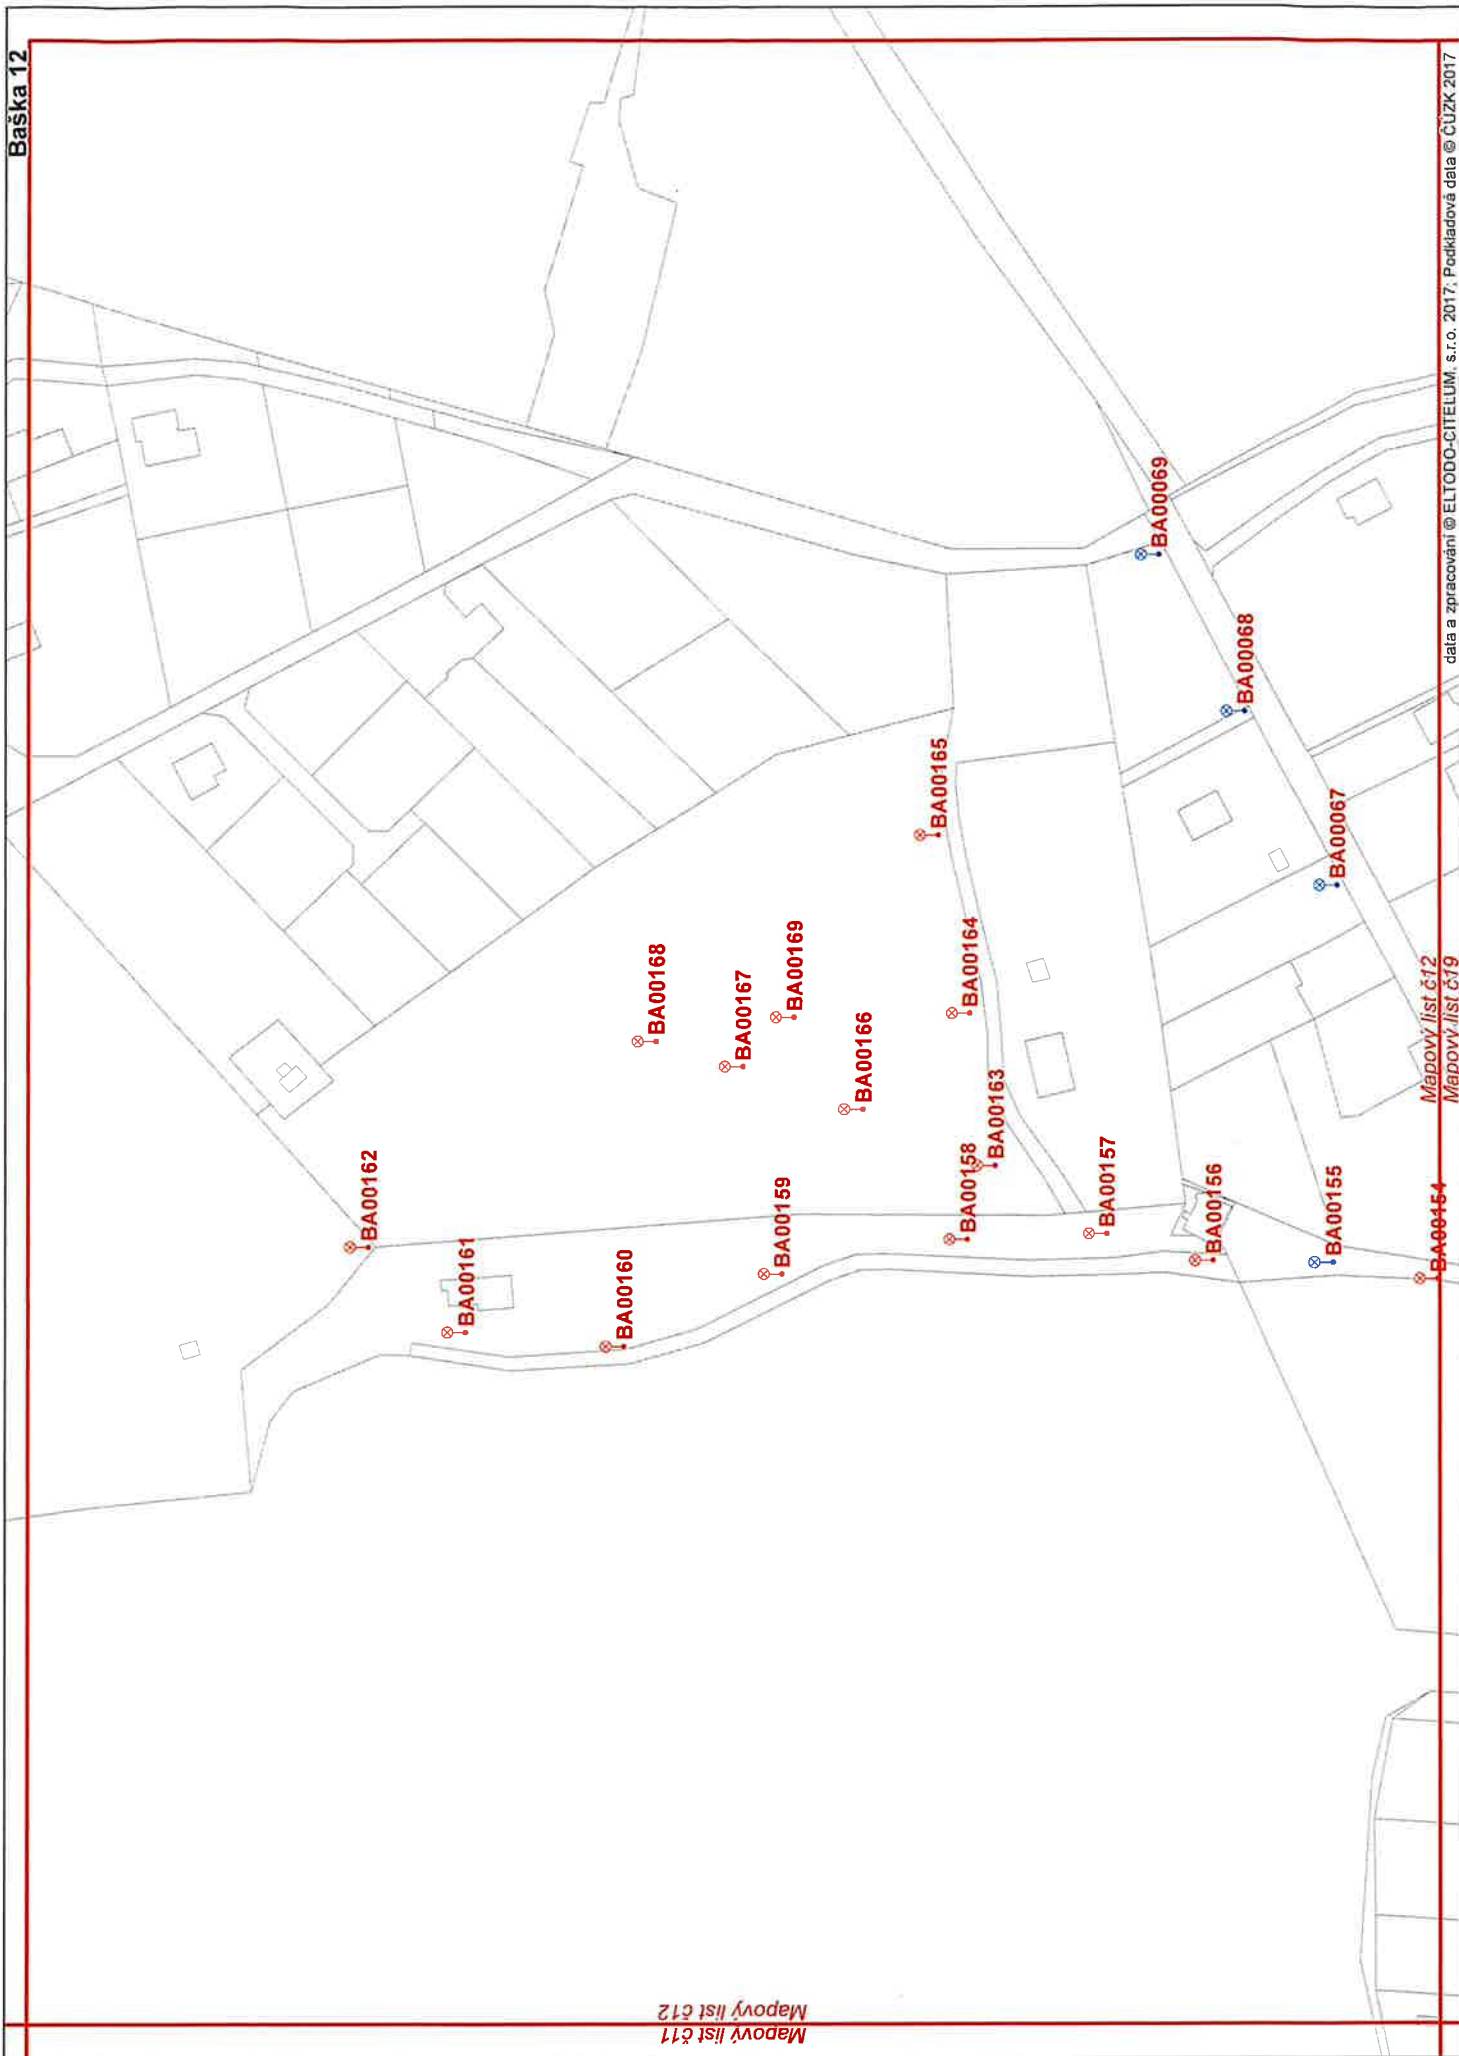 Baška 12
BA00162
BA00161
BA00160
BA00159
BA00158
BA00168
BA00167
BA00169
BA00166
BA00165
BA00164
BA00163
BA00157
BA00156
BA00155
BA00154
BA00069
BA00068
BA00067
Mapový list č12
Mapový list č19
Mapový list č12
Mapový list č11
data a zpracování © ELTODO-CITELUM, s.r.o. 2017; Podkladová data © ČÚZK 2017